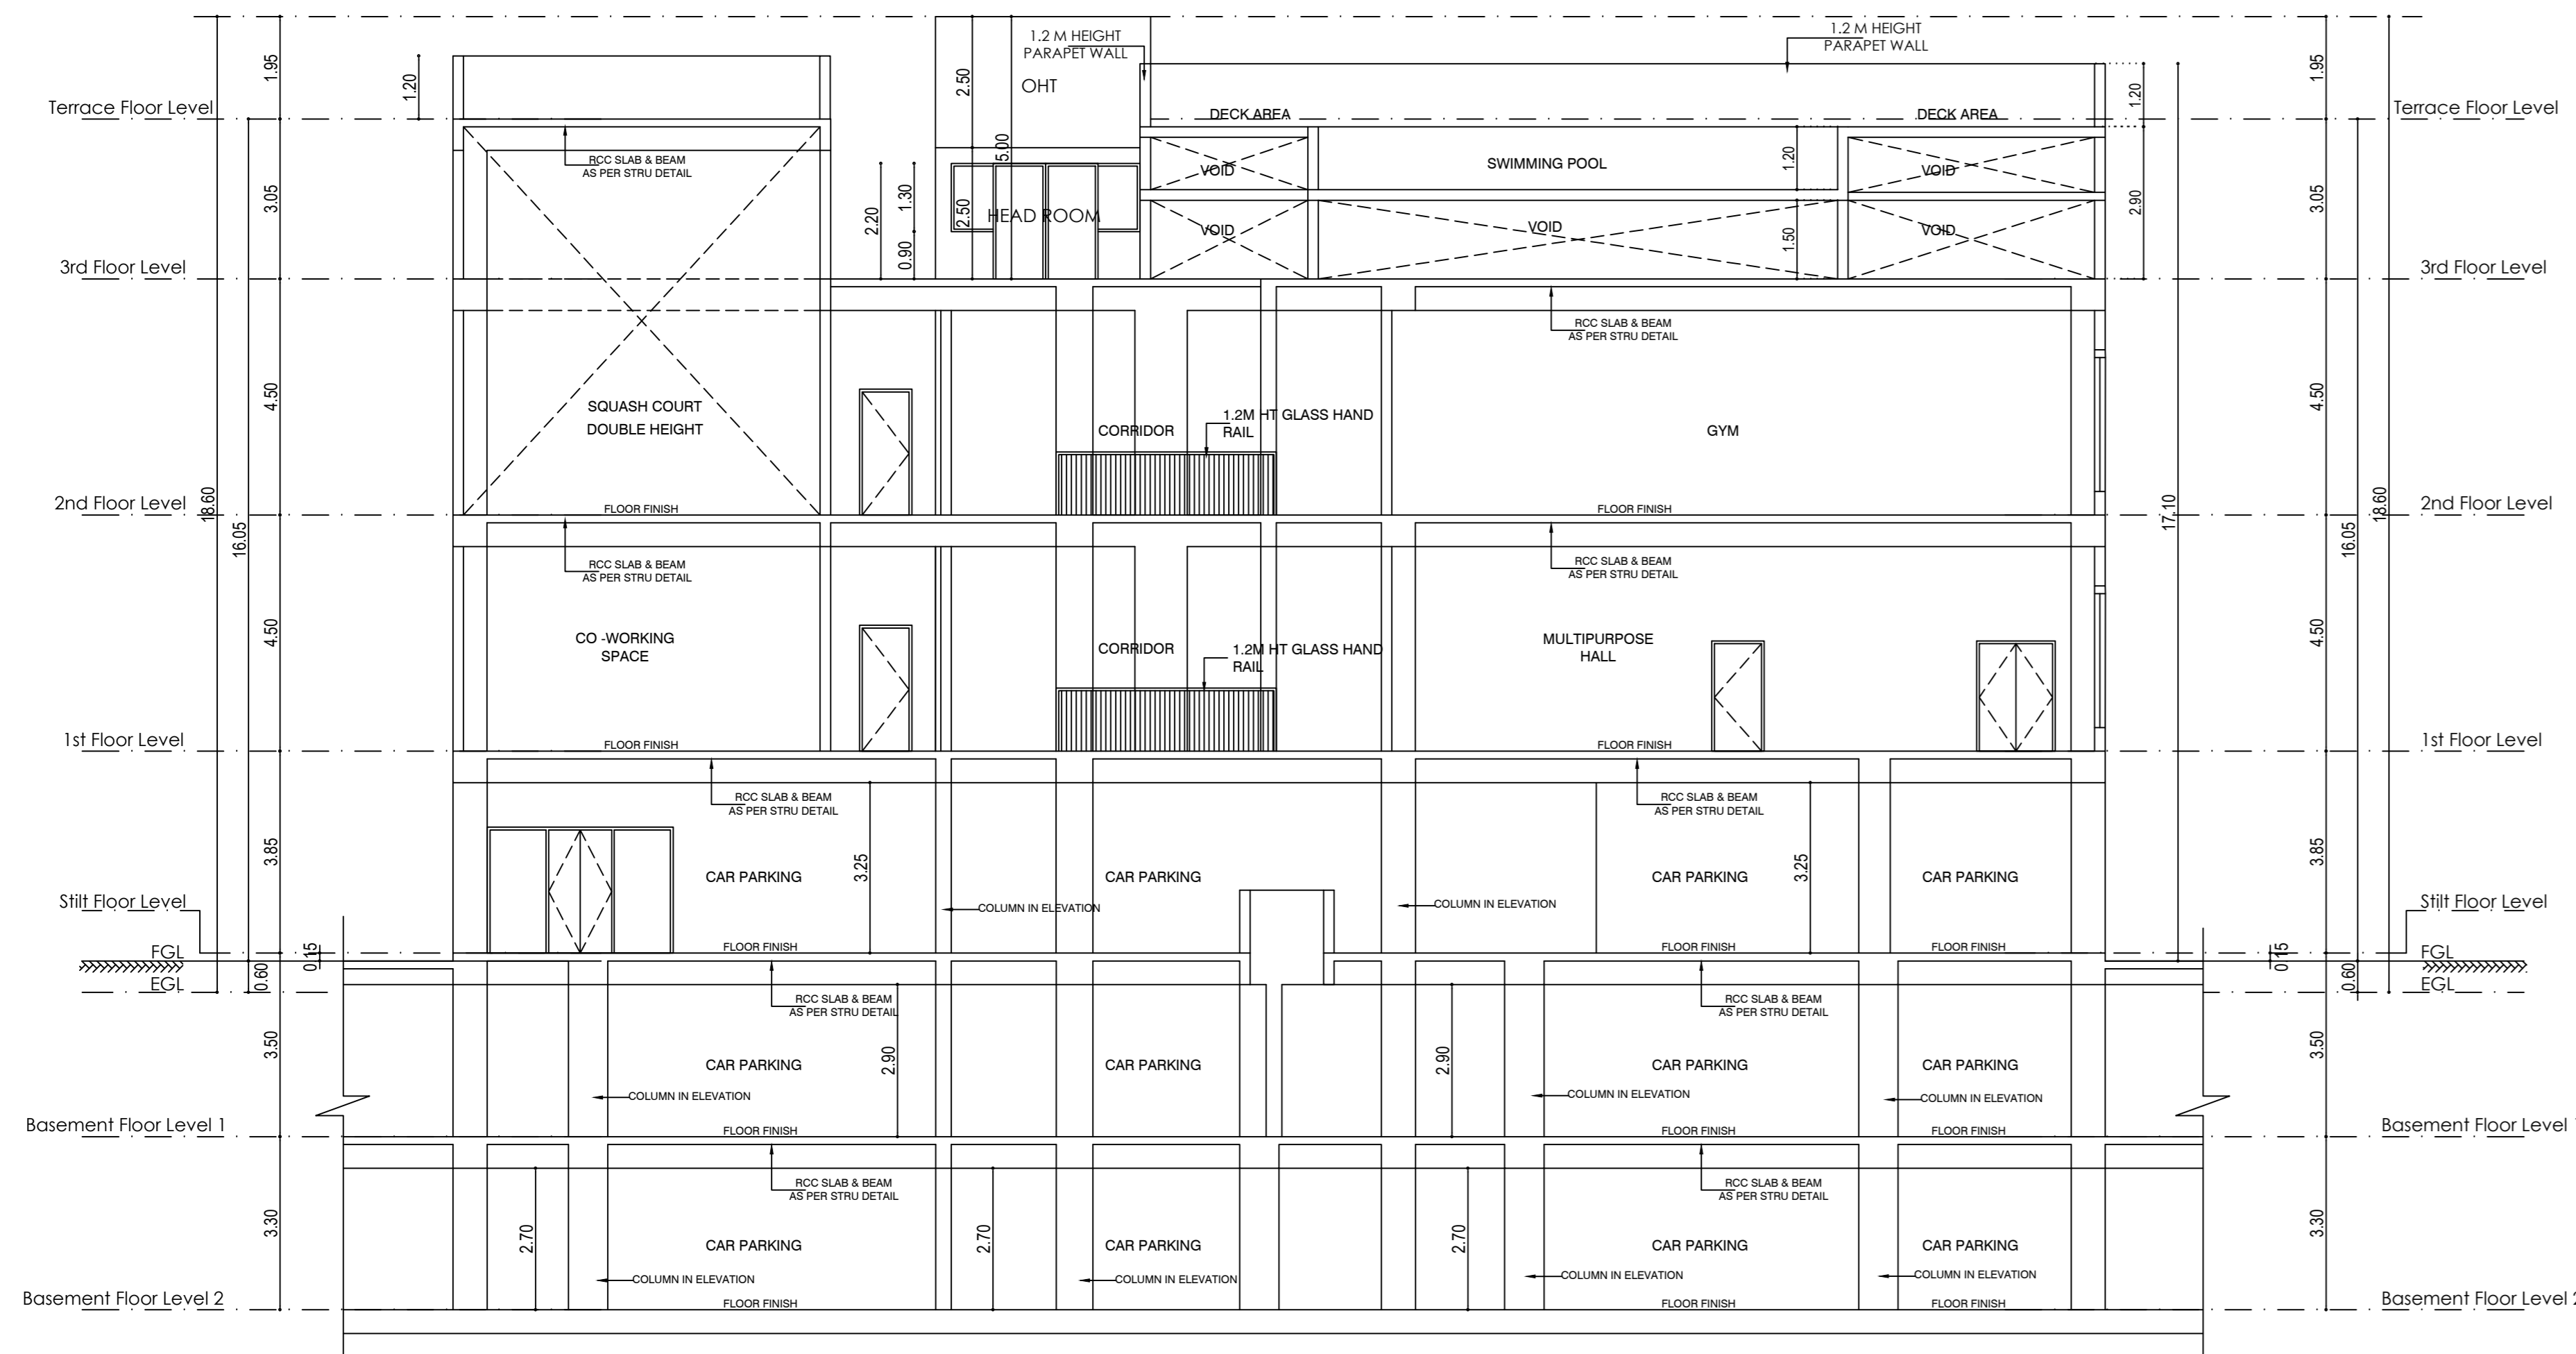 1.2 M HEIGHT
PARAPET WALL
1.2 M HEIGHT
PARAPET WALL
1.95
1.20
2.50
OHT
1.95
1.20
Terrace Floor Level
DECK AREA
DECK AREA
Terrace Floor Level
RCC SLAB & BEAM
AS PER STRU DETAIL
5.00
VOID
SWIMMING POOL
1.20
VOID
3.05
2.20
1.30
2.50
HEAD ROOM
2.90
3.05
0.90
VOID
VOID
1.50
VOID
3rd Floor Level
3rd Floor Level
RCC SLAB & BEAM
AS PER STRU DETAIL
4.50
4.50
SQUASH COURT
DOUBLE HEIGHT
1.2M HT GLASS HAND
RAIL
CORRIDOR
GYM
2nd Floor Level
18.60
FLOOR FINISH
FLOOR FINISH
17.10
18.60
2nd Floor Level
16.05
16.05
RCC SLAB & BEAM
AS PER STRU DETAIL
RCC SLAB & BEAM
AS PER STRU DETAIL
4.50
4.50
CO -WORKING
SPACE
CORRIDOR
1.2M HT GLASS HAND
RAIL
MULTIPURPOSE
HALL
1st Floor Level
FLOOR FINISH
FLOOR FINISH
1st Floor Level
RCC SLAB & BEAM
AS PER STRU DETAIL
RCC SLAB & BEAM
AS PER STRU DETAIL
3.85
3.25
3.25
3.85
CAR PARKING
CAR PARKING
CAR PARKING
CAR PARKING
Stilt Floor Level
COLUMN IN ELEVATION
COLUMN IN ELEVATION
Stilt Floor Level
FGL
0.15
FLOOR FINISH
FLOOR FINISH
FLOOR FINISH
0.15
FGL
EGL
0.60
0.60
EGL
RCC SLAB & BEAM
AS PER STRU DETAIL
RCC SLAB & BEAM
AS PER STRU DETAIL
3.50
2.90
2.90
3.50
CAR PARKING
CAR PARKING
CAR PARKING
CAR PARKING
COLUMN IN ELEVATION
COLUMN IN ELEVATION
COLUMN IN ELEVATION
Basement Floor Level 1
FLOOR FINISH
FLOOR FINISH
FLOOR FINISH
Basement Floor Level 1
RCC SLAB & BEAM
AS PER STRU DETAIL
RCC SLAB & BEAM
AS PER STRU DETAIL
3.30
2.70
2.70
2.70
3.30
CAR PARKING
CAR PARKING
CAR PARKING
CAR PARKING
COLUMN IN ELEVATION
COLUMN IN ELEVATION
COLUMN IN ELEVATION
COLUMN IN ELEVATION
Basement Floor Level 2
FLOOR FINISH
FLOOR FINISH
FLOOR FINISH
Basement Floor Level 2